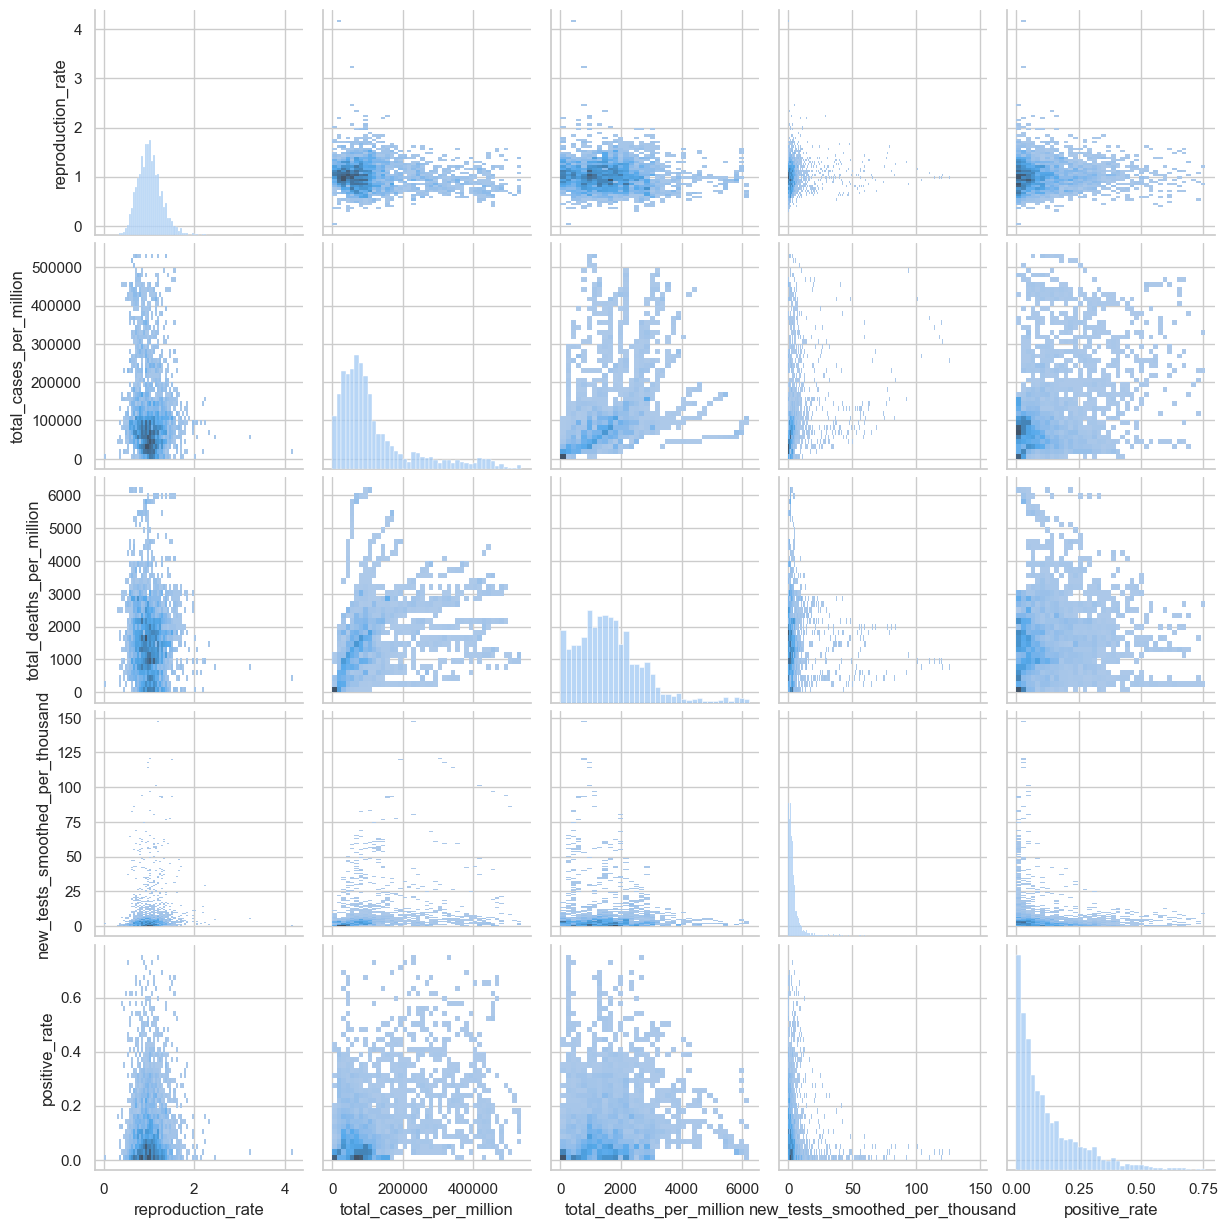 4
3
2
1
0
reproduction_rate
500000
400000
300000
200000
100000
0
total_cases_per_million
6000
5000
4000
3000
2000
1000
0
total_deaths_per_million
150
125
100
75
50
25
0
new_tests_smoothed_per_thousand
0.6
0.4
0.2
0.0
positive_rate
0 2 4
0 200000 400000
0 2000 4000 6000
0 50 100 150
0.00 0.25 0.50 0.75
reproduction_rate
total_cases_per_million
total_deaths_per_million
new_tests_smoothed_per_thousand
positive_rate